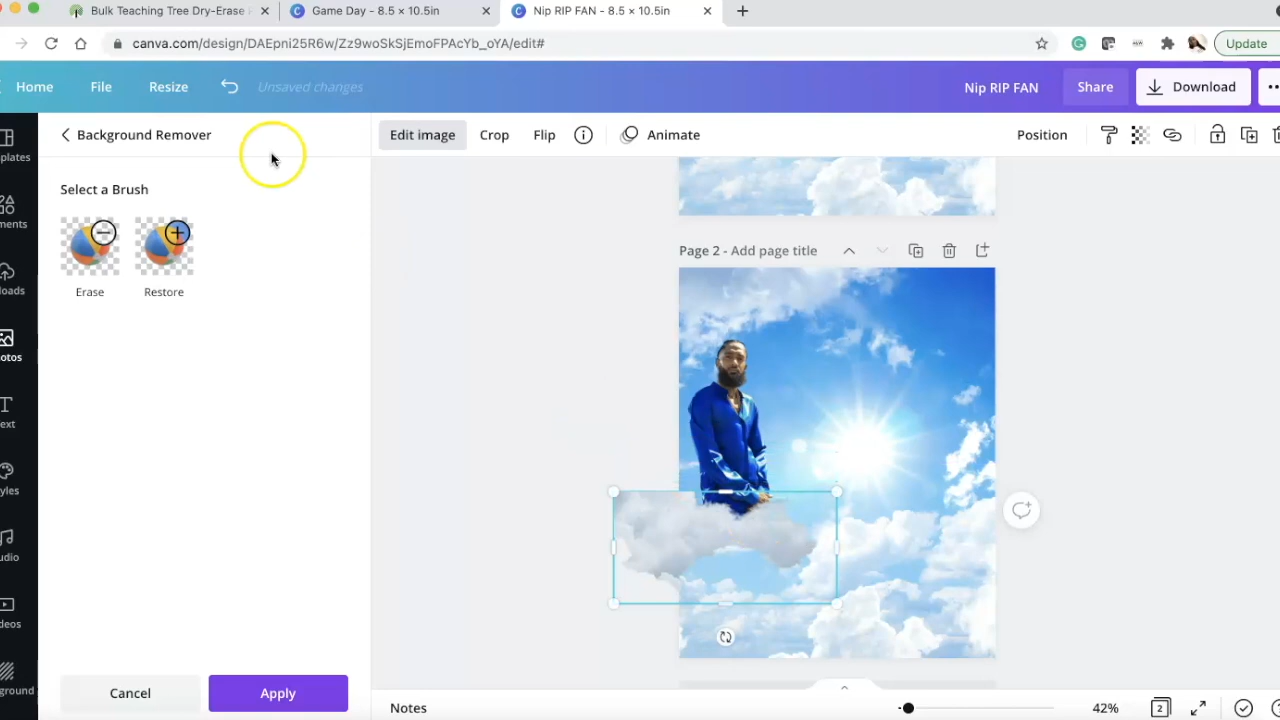 Bulk Teaching Tree Dry-Erase
Game Day - 8.5 × 10.5in
Nip RIP FAN - 8.5 × 10.5in
canva.com/design/DAEpni25R6w/Zz9woSkSjEmoFPAcYb_oYA/edit#
Update
Home
File
Resize
Unsaved changes
Nip RIP FAN
Share
Download
Background Remover
Edit image
Crop
Flip
Animate
Position
plates
ments
loads
otos
ext
yles
udio
deos
ground
Select a Brush
Erase
Restore
Page 2 - Add page title
Cancel
Apply
Notes
42%
2